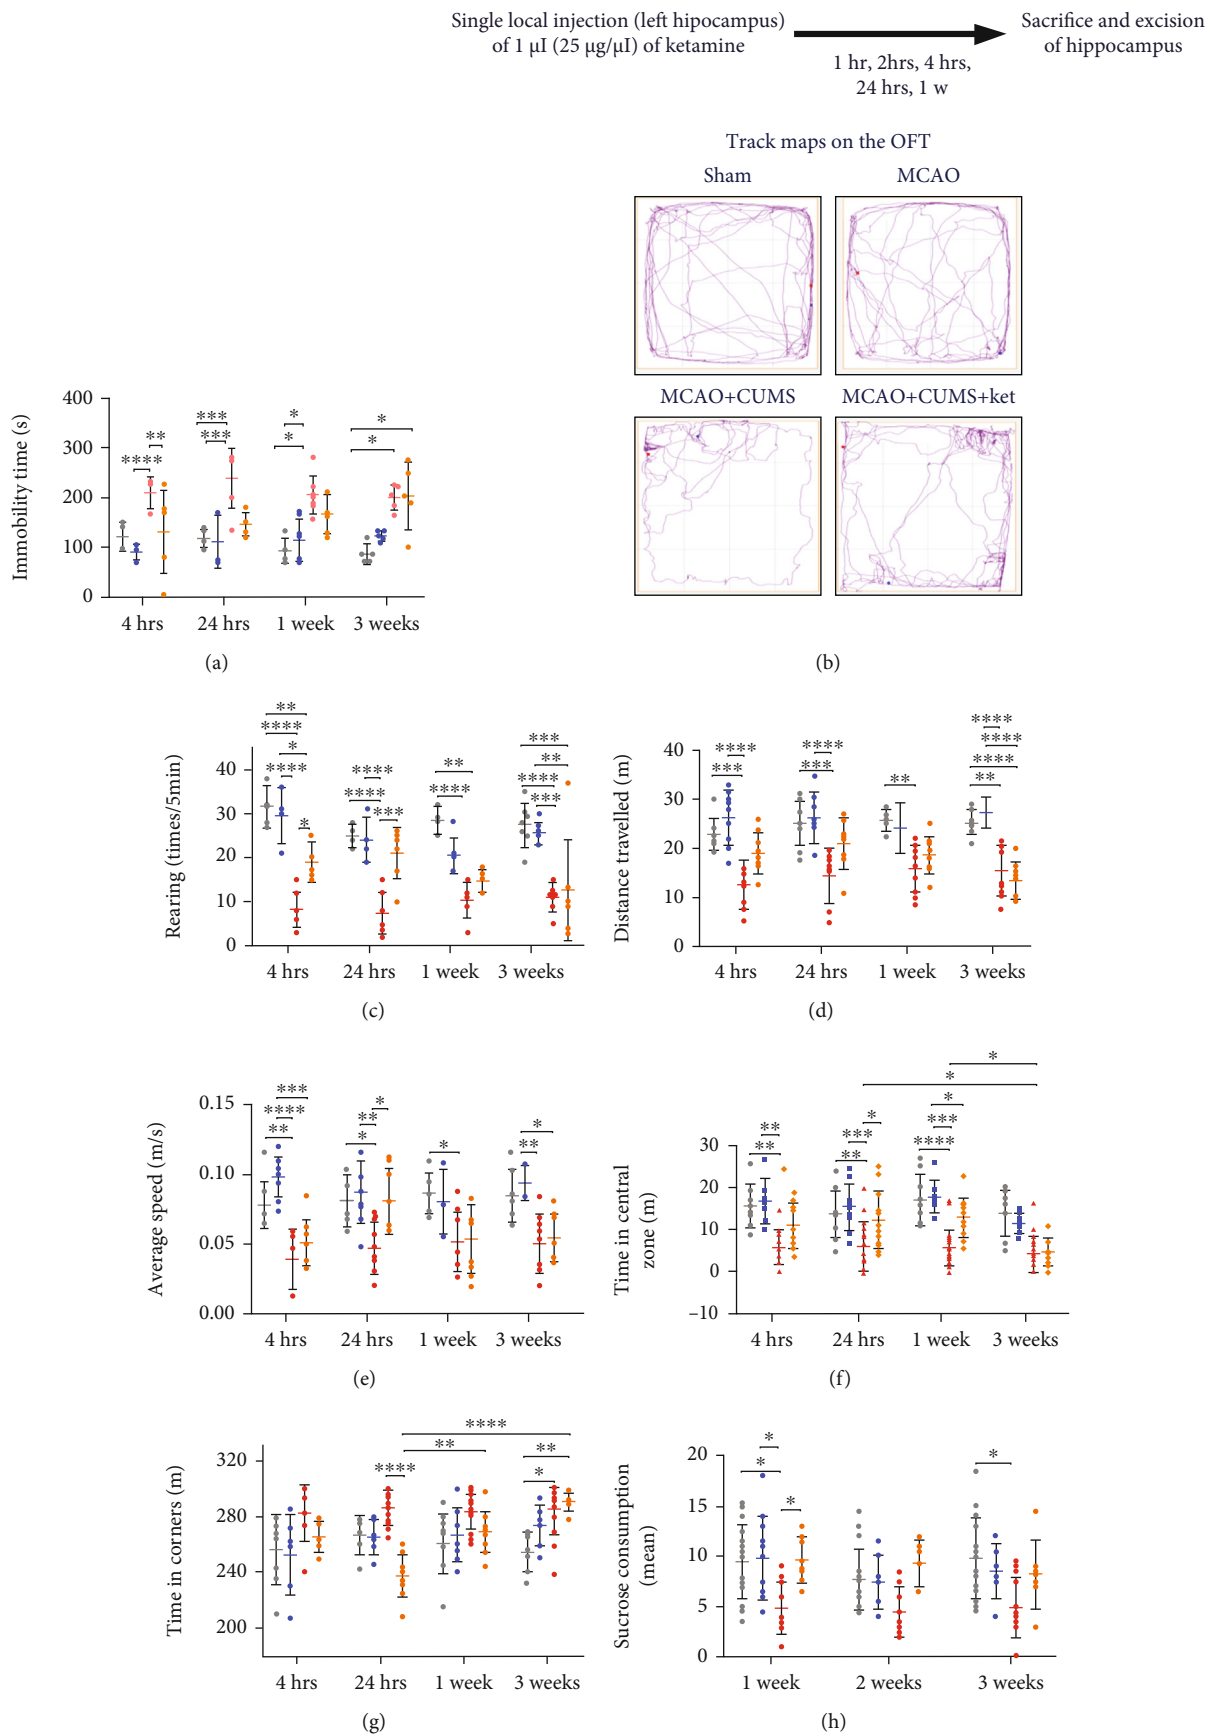 Single local injection (left hipocampus)
of 1 μl (25 μg/μl) of ketamine
1 hr, 2hrs, 4 hrs,
24 hrs, 1 w
Sacrifice and excision
of hippocampus
Track maps on the OFT
Sham
MCAO
MCAO+CUMS
MCAO+CUMS+ket
(b)
Immobility time (s)
400
300
200
100
0
*** * *
** *** * *
****
4 hrs 24 hrs 1 week 3 weeks
(a)
Rearring (times/5min)
40
30
20
10
0
** **** * **** *
**** **** ***
** ****
*** ** **** ***
4 hrs 24 hrs 1 week 3 weeks
(c)
Distance travelled (m)
40
30
20
10
0
**** ***
**** ***
**
**** **** **** **
4 hrs 24 hrs 1 week 3 weeks
(d)
Average speed (m/s)
0.15
0.10
0.05
0.00
*** **** **
* ** *
*
* **
4 hrs 24 hrs 1 week 3 weeks
(e)
Time in central
zone (m)
30
20
10
0
−10
*
*
** **
* *** **
* *** ****
4 hrs 24 hrs 1 week 3 weeks
(f)
Time in corners (m)
320
280
240
200
****
** **
**** *
4 hrs 24 hrs 1 week 3 weeks
(g)
Sucrose consumption
(mean)
20
15
10
5
0
* * * *
1 week 2 weeks 3 weeks
(h)